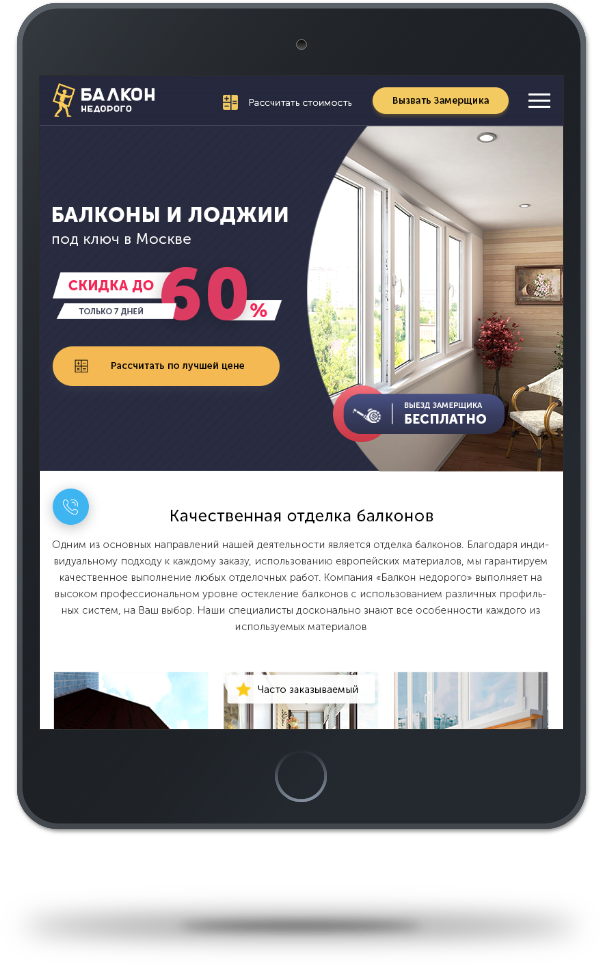 БАЛКОН
НЕДОРОГО
Рассчитать стоимость
Вызвать Замерщика
БАЛКОНЫ И ЛОДЖИИ
под ключ в Москве
СКИДКА ДО 60 %
ТОЛЬКО 7 ДНЕЙ
Рассчитать по лучшей цене
ВЫЕЗД ЗАМЕРЩИКА
БЕСПЛАТНО
Качественная отделка балконов
Одним из основных направлений нашей деятельности является отделка балконов. Благодаря инди-
видуальному подходу к каждому заказу, использованию европейских материалов, мы гарантируем
качественное выполнение любых отделочных работ. Компания «Балкон недорого» выполняет на
высоком профессиональном уровне остекление балконов с использованием различных профиль-
ных систем, на Ваш выбор. Наши специалисты досконально знают все особенности каждого из
используемых материалов
Часто заказываемый